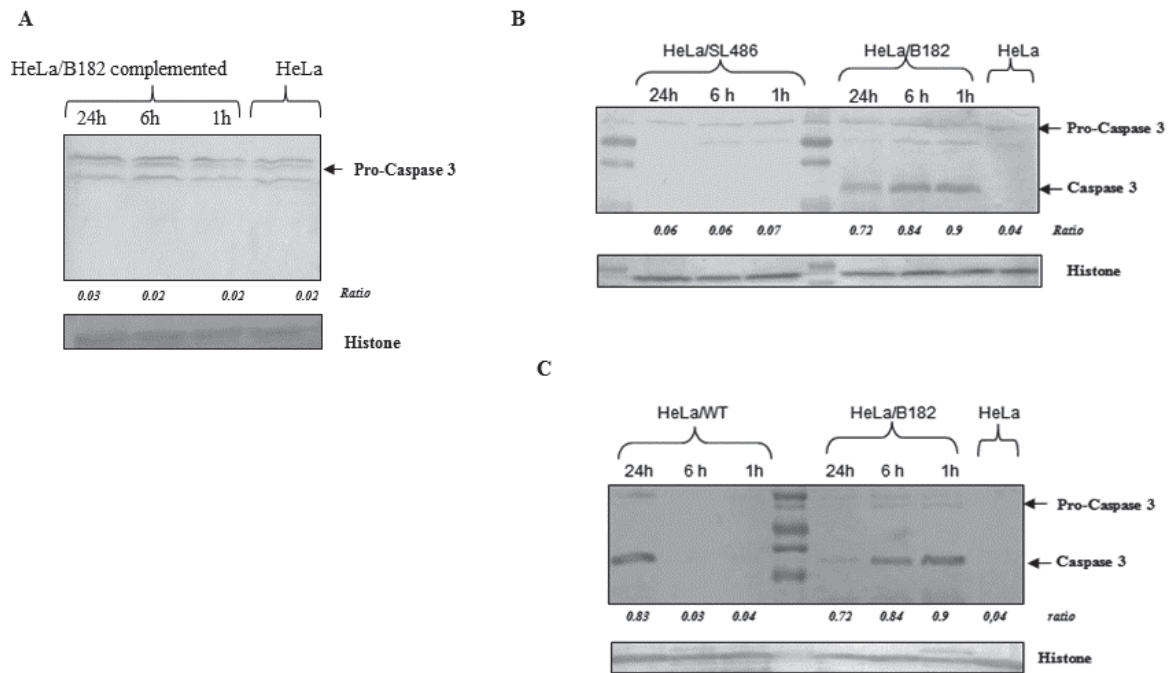 A
HeLa/B182 complemented HeLa
24h 6h 1h
Pro-Caspase 3
0.03 0.02 0.02 0.02 Ratio
Histone
B
HeLa/SL486 HeLa/B182 HeLa
24h 6 h 1h 24h 6 h 1h
Pro-Caspase 3
Caspase 3
0.06 0.06 0.07 0.72 0.84 0.9 0.04 Ratio
Histone
C
HeLa/WT HeLa/B182 HeLa
24h 6 h 1h 24h 6 h 1h
Pro-Caspase 3
Caspase 3
0.83 0.03 0.04 0.72 0.84 0.9 0,04 ratio
Histone